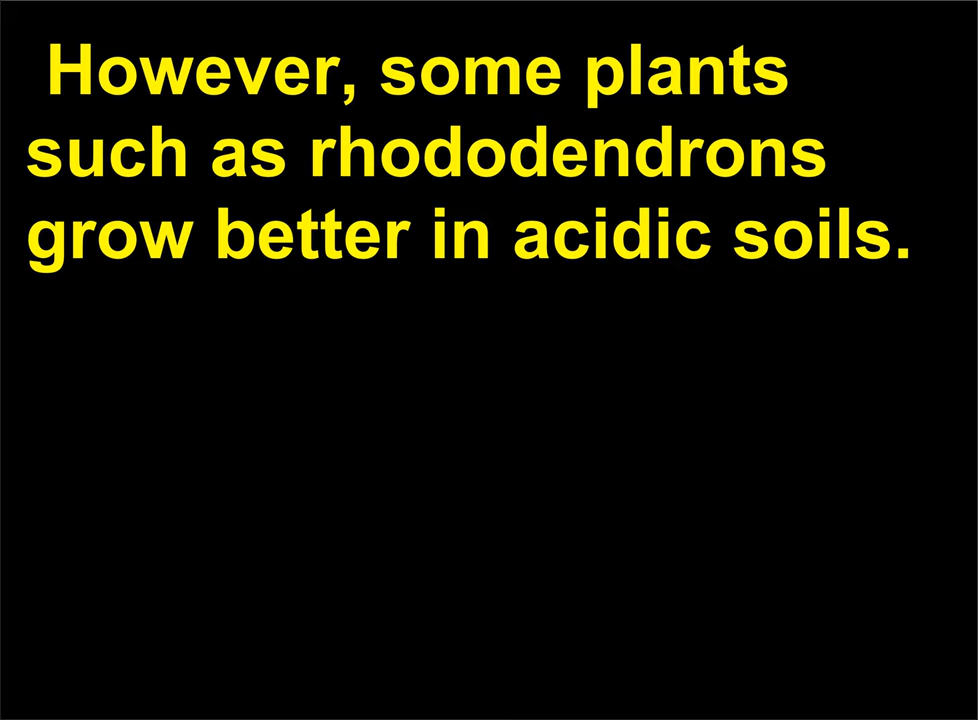 However, some plants
such as rhododendrons
grow better in acidic soils.